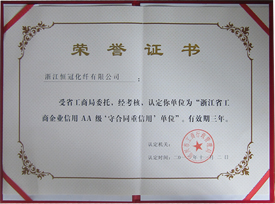 荣誉证书
浙江恒冠化纤有限公司：
受省工商局委托，经考核，认定你单位为“浙江省工
商企业信用AA级‘守合同重信用’单位”。有效期三年。
认定机关：
认定时间：二〇